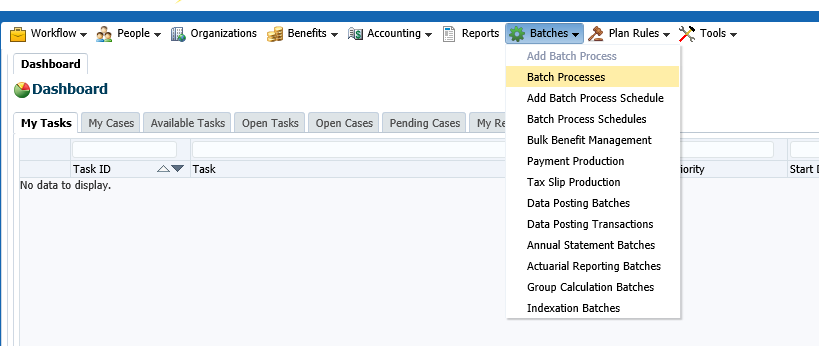 Workflow People Organizations Benefits Accounting Reports Batches Plan Rules Tools
Dashboard
Dashboard
My Tasks My Cases Available Tasks Open Tasks Open Cases Pending Cases My Re
Task ID Task iority Start D
No data to display.
Add Batch Process
Batch Processes
Add Batch Process Schedule
Batch Process Schedules
Bulk Benefit Management
Payment Production
Tax Slip Production
Data Posting Batches
Data Posting Transactions
Annual Statement Batches
Actuarial Reporting Batches
Group Calculation Batches
Indexation Batches